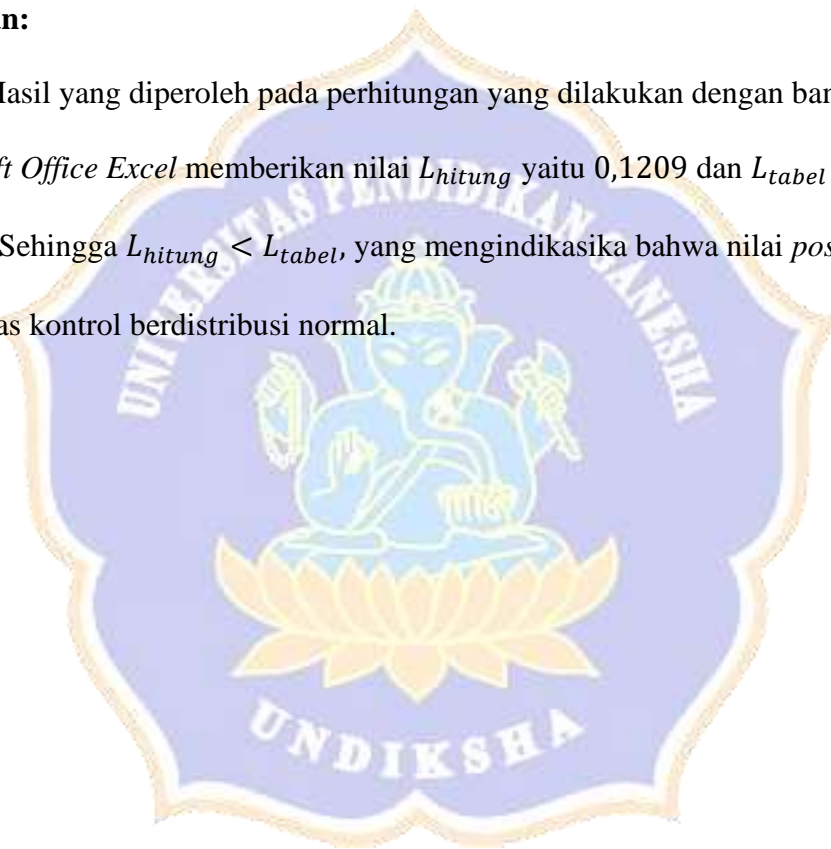 an:
Hasil yang diperoleh pada perhitungan yang dilakukan dengan ban
ft Office Excel memberikan nilai L_hitung yaitu 0,1209 dan L_tabel
Sehingga L_hitung < L_tabel, yang mengindikasika bahwa nilai pos
as kontrol berdistribusi normal.
UNIVERSITAS PENDIDIKAN GANESHA
UNDIKSHA